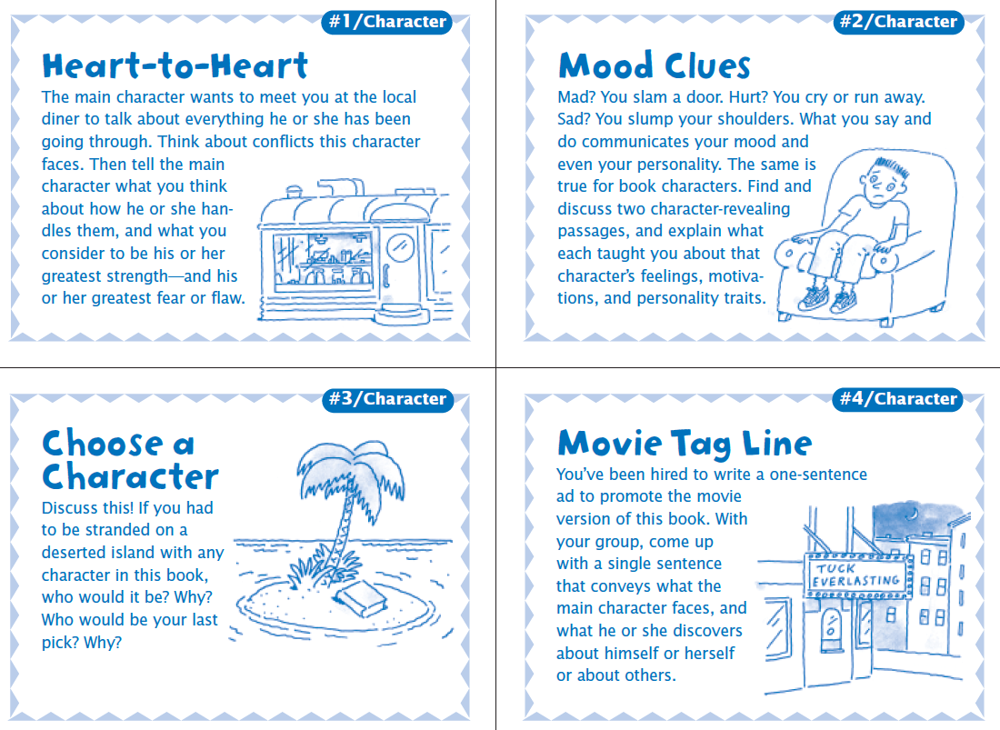 #1/Character
Heart-to-Heart
The main character wants to meet you at the local
diner to talk about everything he or she has been
going through. Think about conflicts this character
faces. Then tell the main
character what you think
about how he or she han-
dles them, and what you
consider to be his or her
greatest strength—and his
or her greatest fear or flaw.
#2/Character
Mood Clues
Mad? You slam a door. Hurt? You cry or run away.
Sad? You slump your shoulders. What you say and
do communicates your mood and
even your personality. The same is
true for book characters. Find and
discuss two character-revealing
passages, and explain what
each taught you about that
character's feelings, motiva-
tions, and personality traits.
#3/Character
Choose a
Character
Discuss this! If you had
to be stranded on a
deserted island with any
character in this book,
who would it be? Why?
Who would be your last
pick? Why?
#4/Character
Movie Tag Line
You've been hired to write a one-sentence
ad to promote the movie
version of this book. With
your group, come up
with a single sentence
that conveys what the
main character faces, and
what he or she discovers
about himself or herself
or about others.
TUCK
EVERLASTING